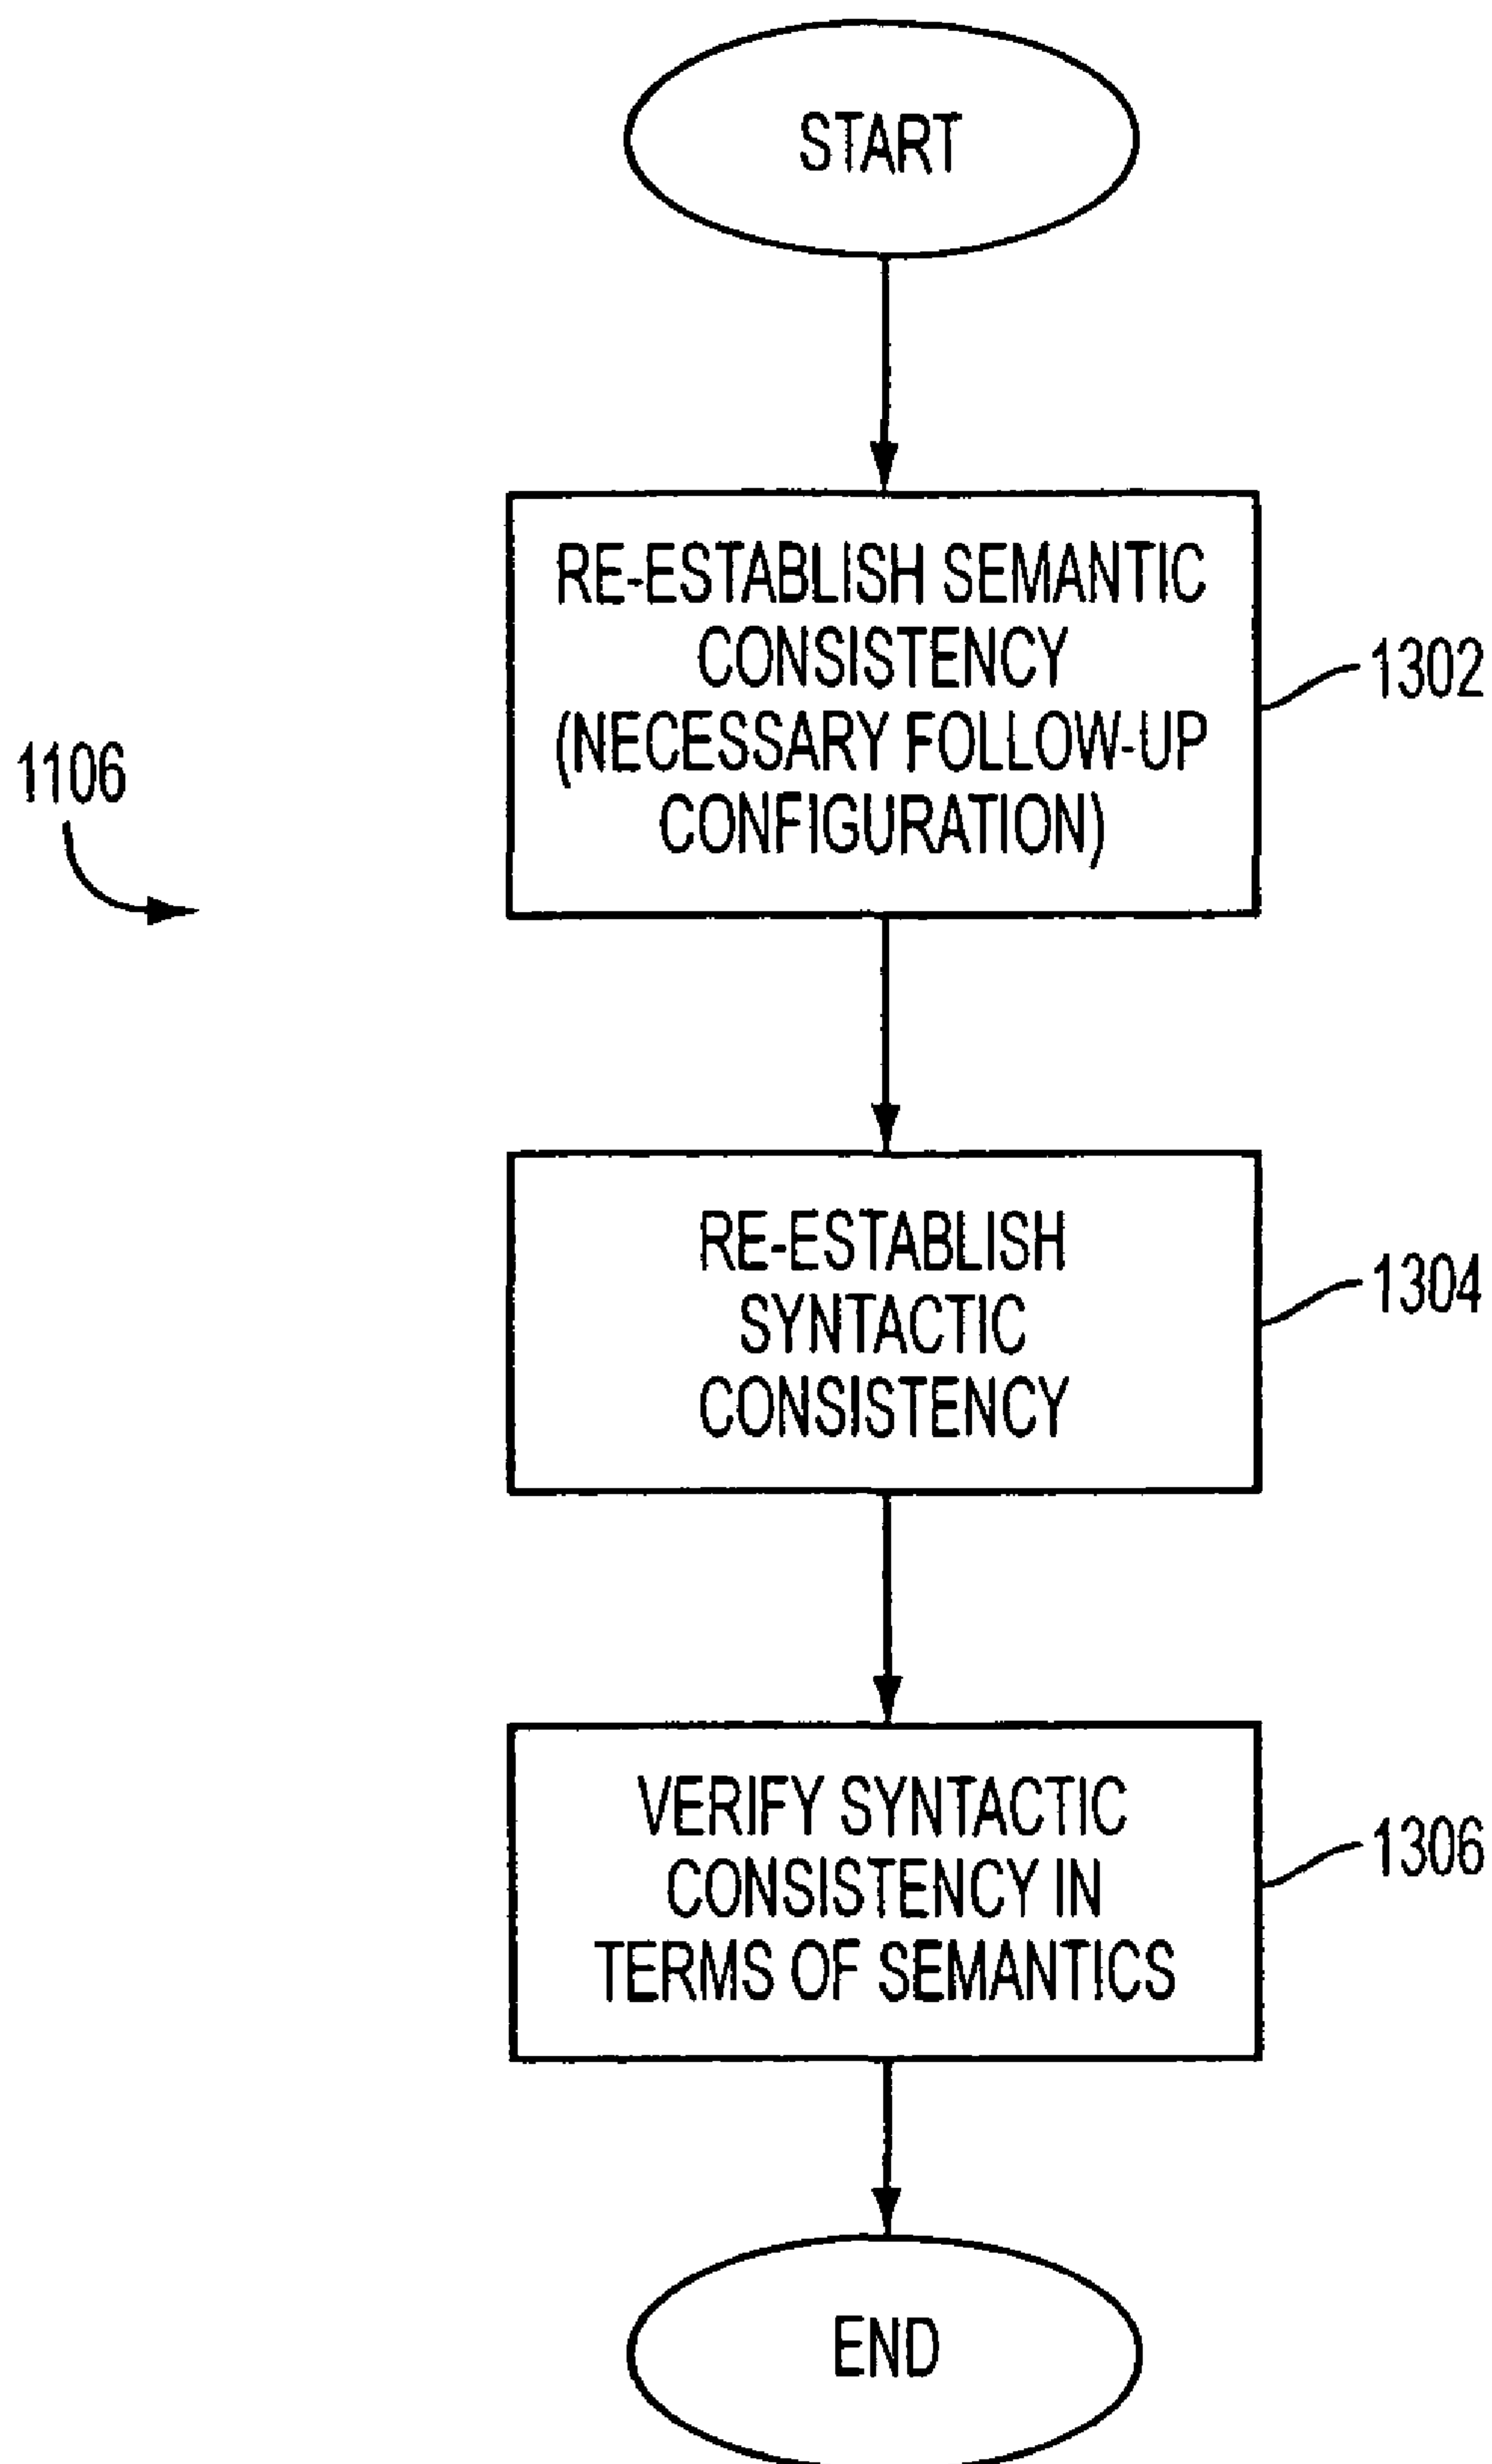 START
RE-ESTABLISH SEMANTIC
CONSISTENCY
(NECESSARY FOLLOW-UP
CONFIGURATION)
1302
1106
RE-ESTABLISH
SYNTACTIC
CONSISTENCY
1304
VERIFY SYNTACTIC
CONSISTENCY IN
TERMS OF SEMANTICS
1306
END